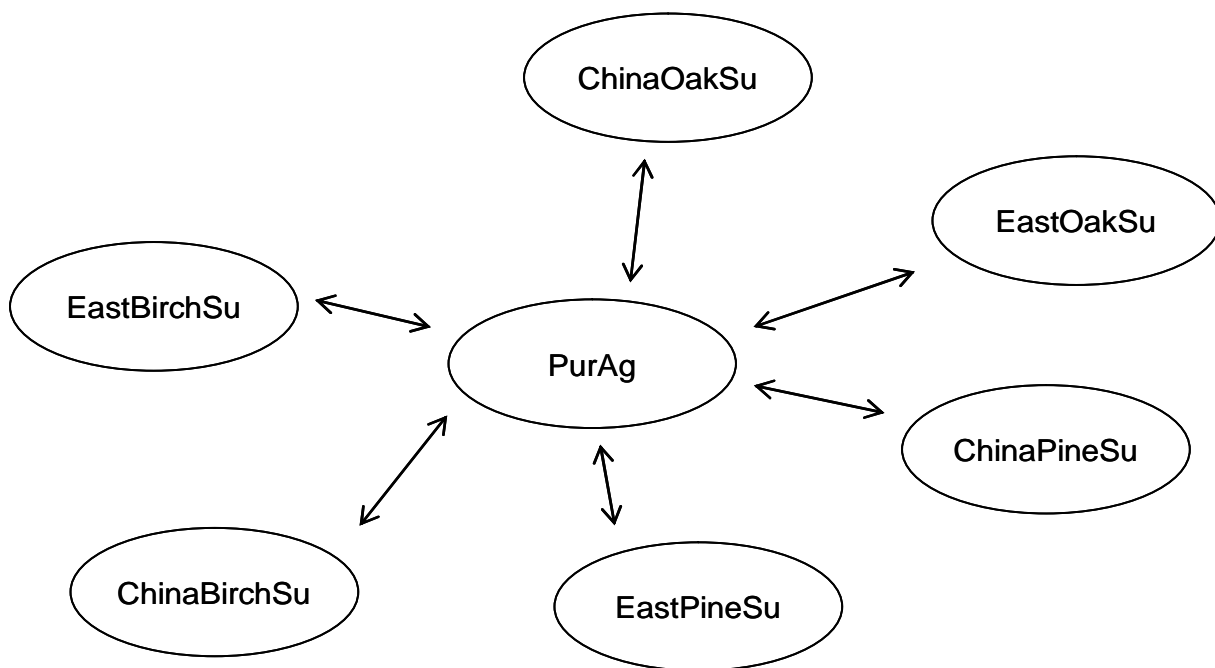 ChinaOakSu
EastOakSu
EastBirchSu
PurAg
ChinaPineSu
ChinaBirchSu
EastPineSu